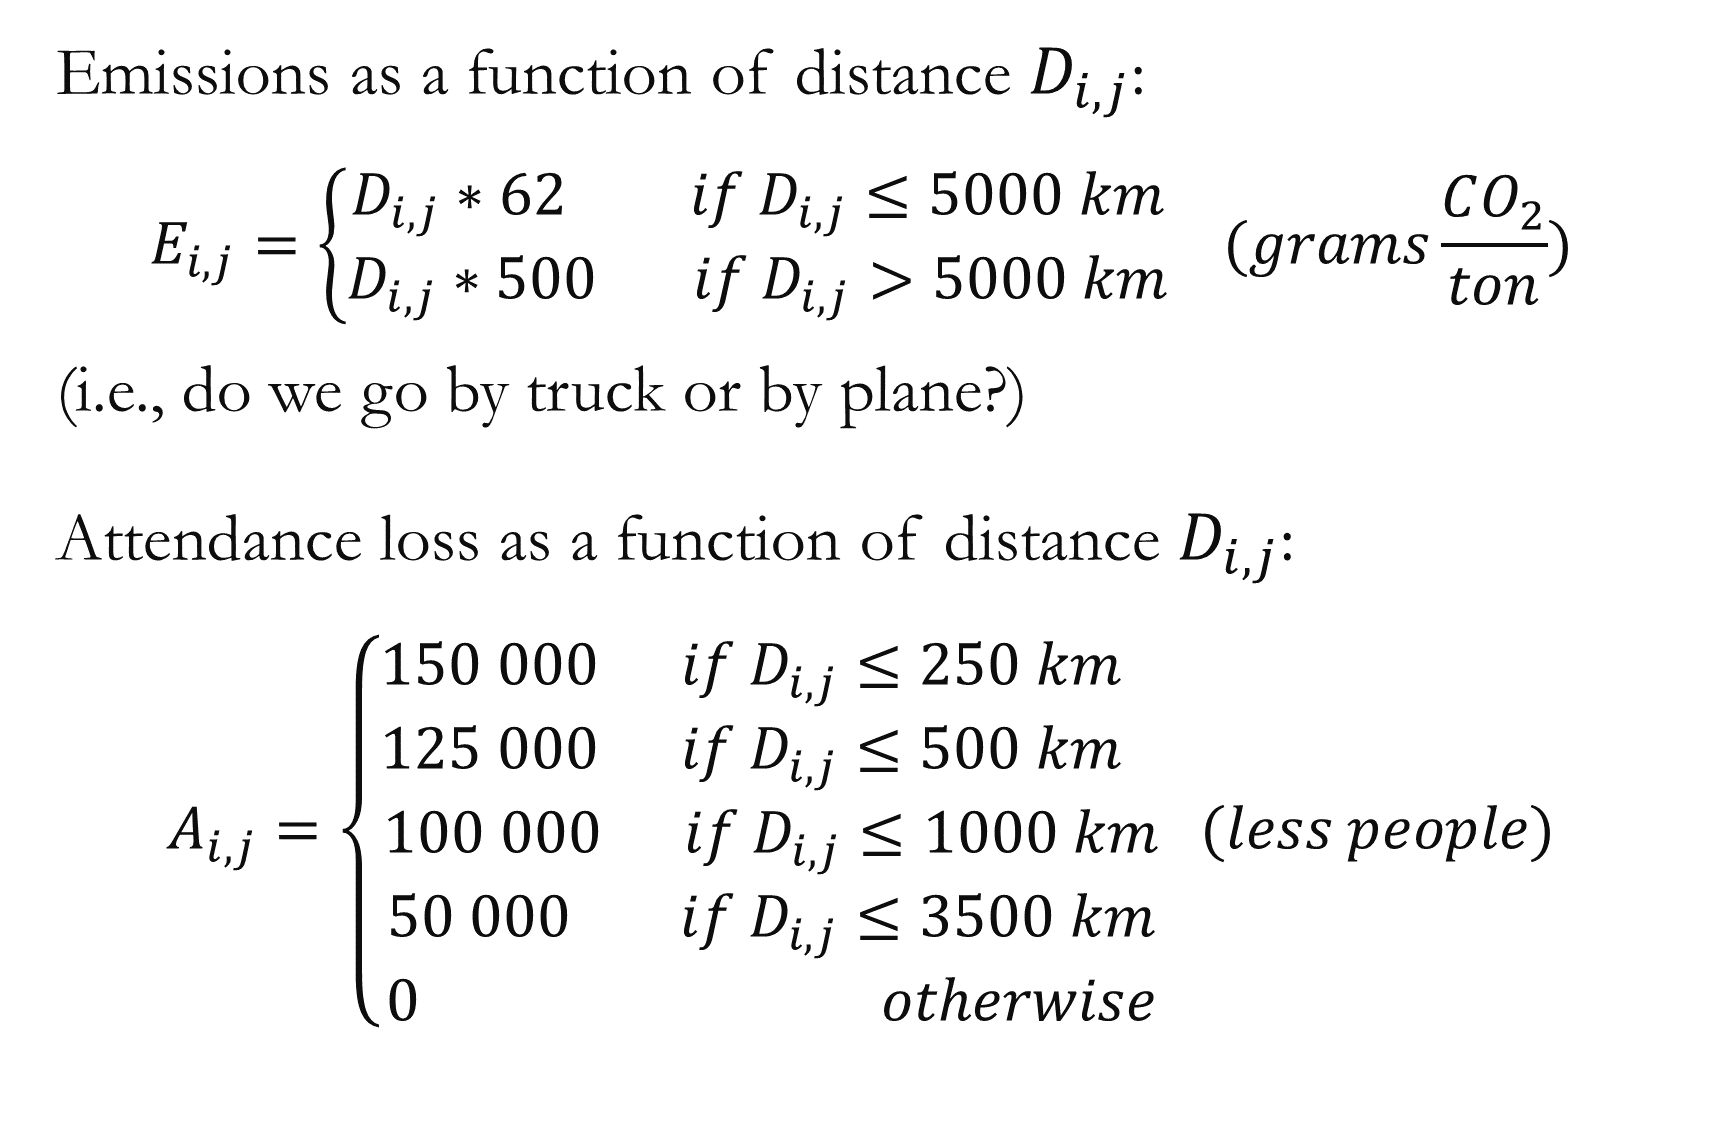 Emissions as a function of distance D_{i,j}:
E_{i,j} = { D_{i,j} * 62 if D_{i,j} ≤ 5000 km
D_{i,j} * 500 if D_{i,j} > 5000 km (grams CO_2/ton)
(i.e., do we go by truck or by plane?)
Attendance loss as a function of distance D_{i,j}:
A_{i,j} = { 150 000 if D_{i,j} ≤ 250 km
125 000 if D_{i,j} ≤ 500 km
100 000 if D_{i,j} ≤ 1000 km (less people)
50 000 if D_{i,j} ≤ 3500 km
0 otherwise